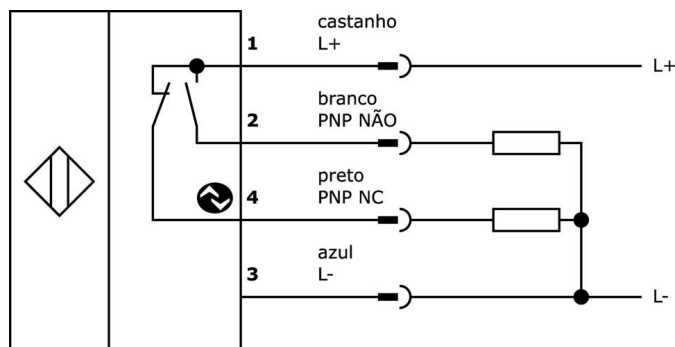 castanho
1 L+
L+
branco
2 PNP NÃO
preto
4 PNP NC
azul
3 L-
L-